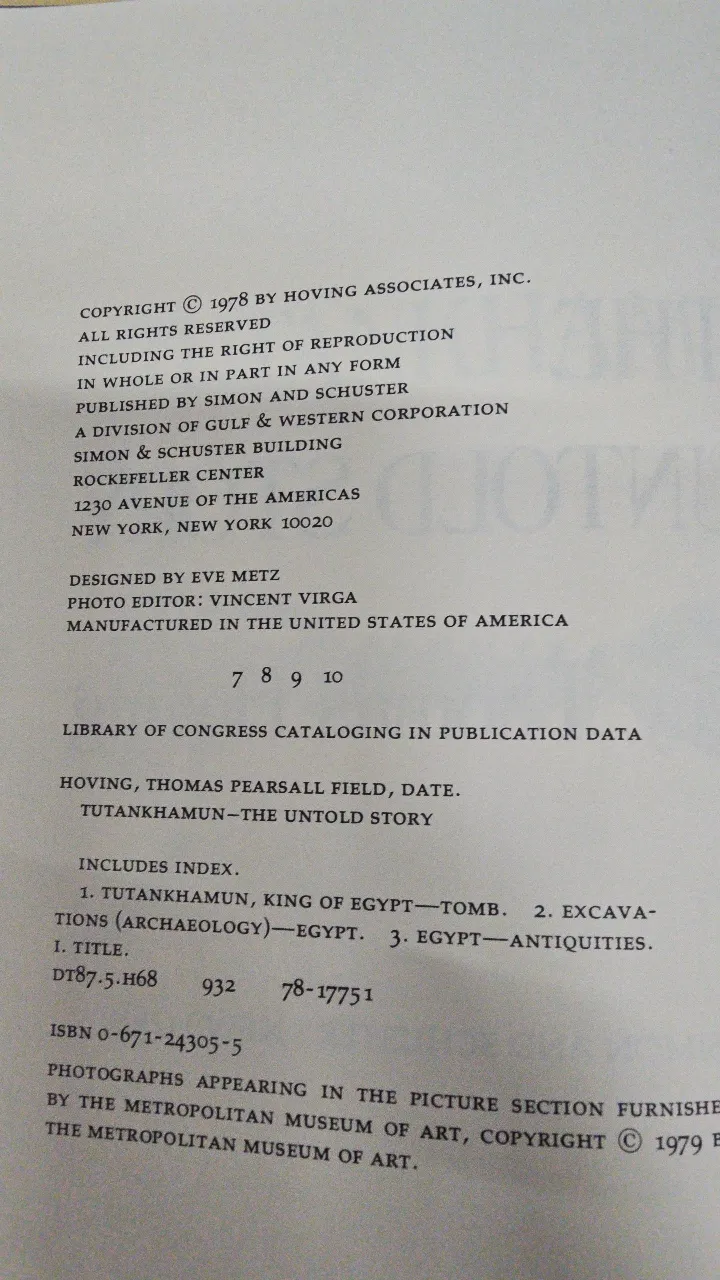 COPYRIGHT © 1978 BY HOVING ASSOCIATES, INC.
ALL RIGHTS RESERVED
INCLUDING THE RIGHT OF REPRODUCTION
IN WHOLE OR IN PART IN ANY FORM
PUBLISHED BY SIMON AND SCHUSTER
A DIVISION OF GULF & WESTERN CORPORATION
SIMON & SCHUSTER BUILDING
ROCKEFELLER CENTER
1230 AVENUE OF THE AMERICAS
NEW YORK, NEW YORK 10020
DESIGNED BY EVE METZ
PHOTO EDITOR: VINCENT VIRGA
MANUFACTURED IN THE UNITED STATES OF AMERICA
7 8 9 10
LIBRARY OF CONGRESS CATALOGING IN PUBLICATION DATA
HOVING, THOMAS PEARSALL FIELD, DATE.
TUTANKHAMUN—THE UNTOLD STORY
INCLUDES INDEX.
1. TUTANKHAMUN, KING OF EGYPT—TOMB. 2. EXCAVA-
TIONS (ARCHAEOLOGY)—EGYPT. 3. EGYPT—ANTIQUITIES.
I. TITLE.
DT87.5.H68 932 78-17751
ISBN 0-671-24305-5
PHOTOGRAPHS APPEARING IN THE PICTURE SECTION FURNISHE
BY THE METROPOLITAN MUSEUM OF ART, COPYRIGHT © 1979 B
THE METROPOLITAN MUSEUM OF ART.